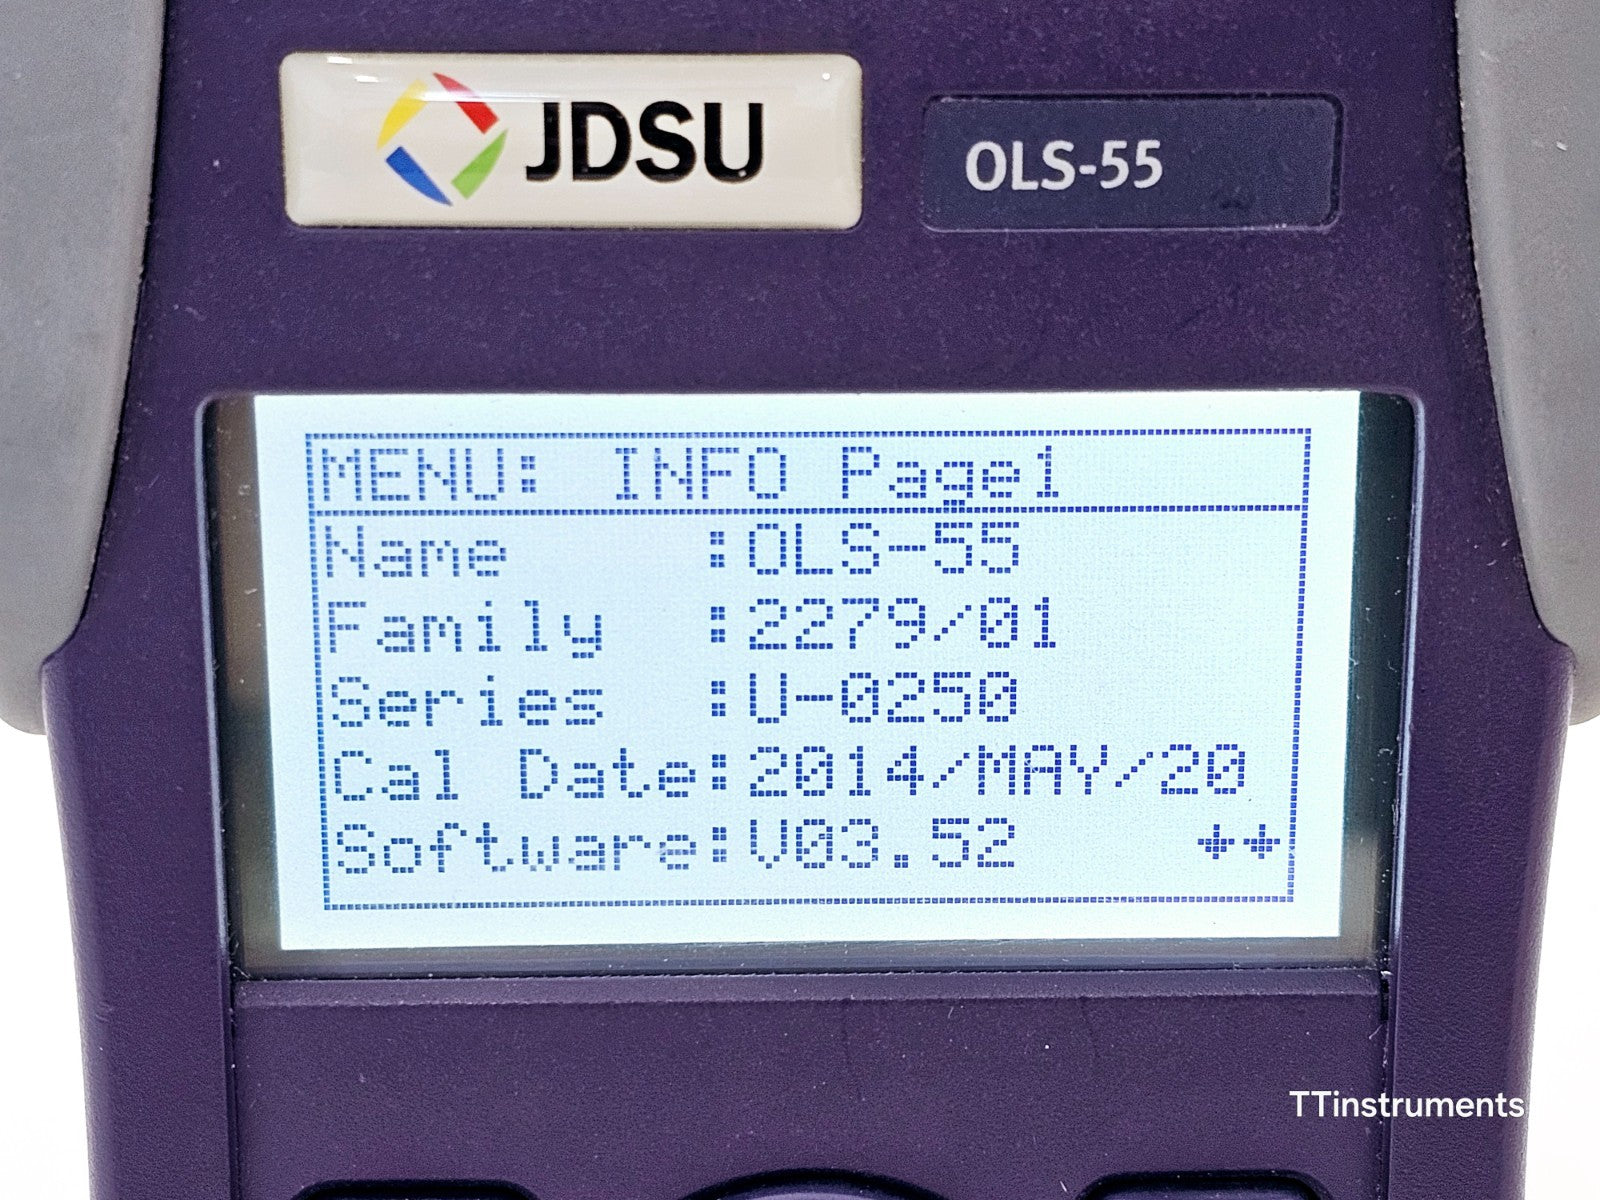 JDSU
OLS-55
MENU: INFO Page1
Name :OLS-55
Family :2279/01
Series :U-0250
Cal Date:2014/MAY/20
Software:V03.52 ↓↑
TTinstruments